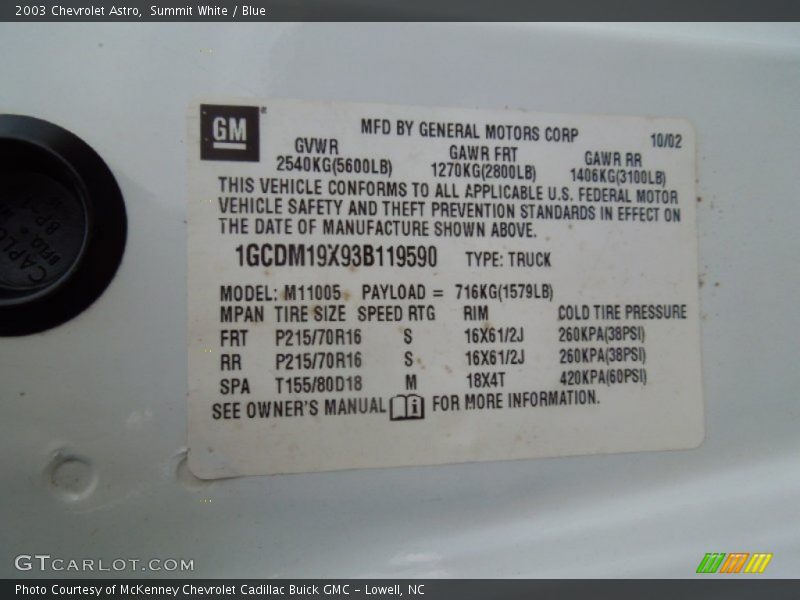 2003 Chevrolet Astro, Summit White / Blue
GM
MFD BY GENERAL MOTORS CORP 10/02
GVWR GAWR FRT GAWR RR
2540KG(5600LB) 1270KG(2800LB) 1406KG(3100LB)
THIS VEHICLE CONFORMS TO ALL APPLICABLE U.S. FEDERAL MOTOR
VEHICLE SAFETY AND THEFT PREVENTION STANDARDS IN EFFECT ON
THE DATE OF MANUFACTURE SHOWN ABOVE.
1GCDM19X93B119590 TYPE: TRUCK
MODEL: M11005 PAYLOAD = 716KG(1579LB)
MPAN TIRE SIZE SPEED RTG RIM COLD TIRE PRESSURE
FRT P215/70R16 S 16X61/2J 260KPA(38PSI)
RR P215/70R16 S 16X61/2J 260KPA(38PSI)
SPA T155/80D18 M 18X4T 420KPA(60PSI)
SEE OWNER'S MANUAL FOR MORE INFORMATION.
CAPLU
GTCARLOT.COM
Photo Courtesy of McKenney Chevrolet Cadillac Buick GMC - Lowell, NC